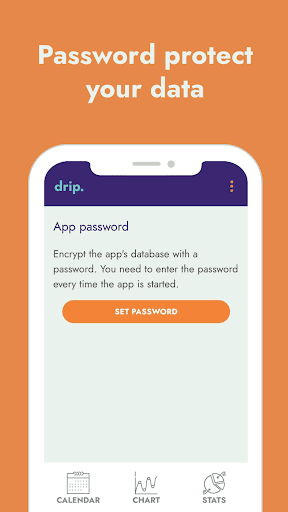 Password protect
your data
drip.
App password
Encrypt the app's database with a
password. You need to enter the password
every time the app is started.
SET PASSWORD
CALENDAR
CHART
STATS